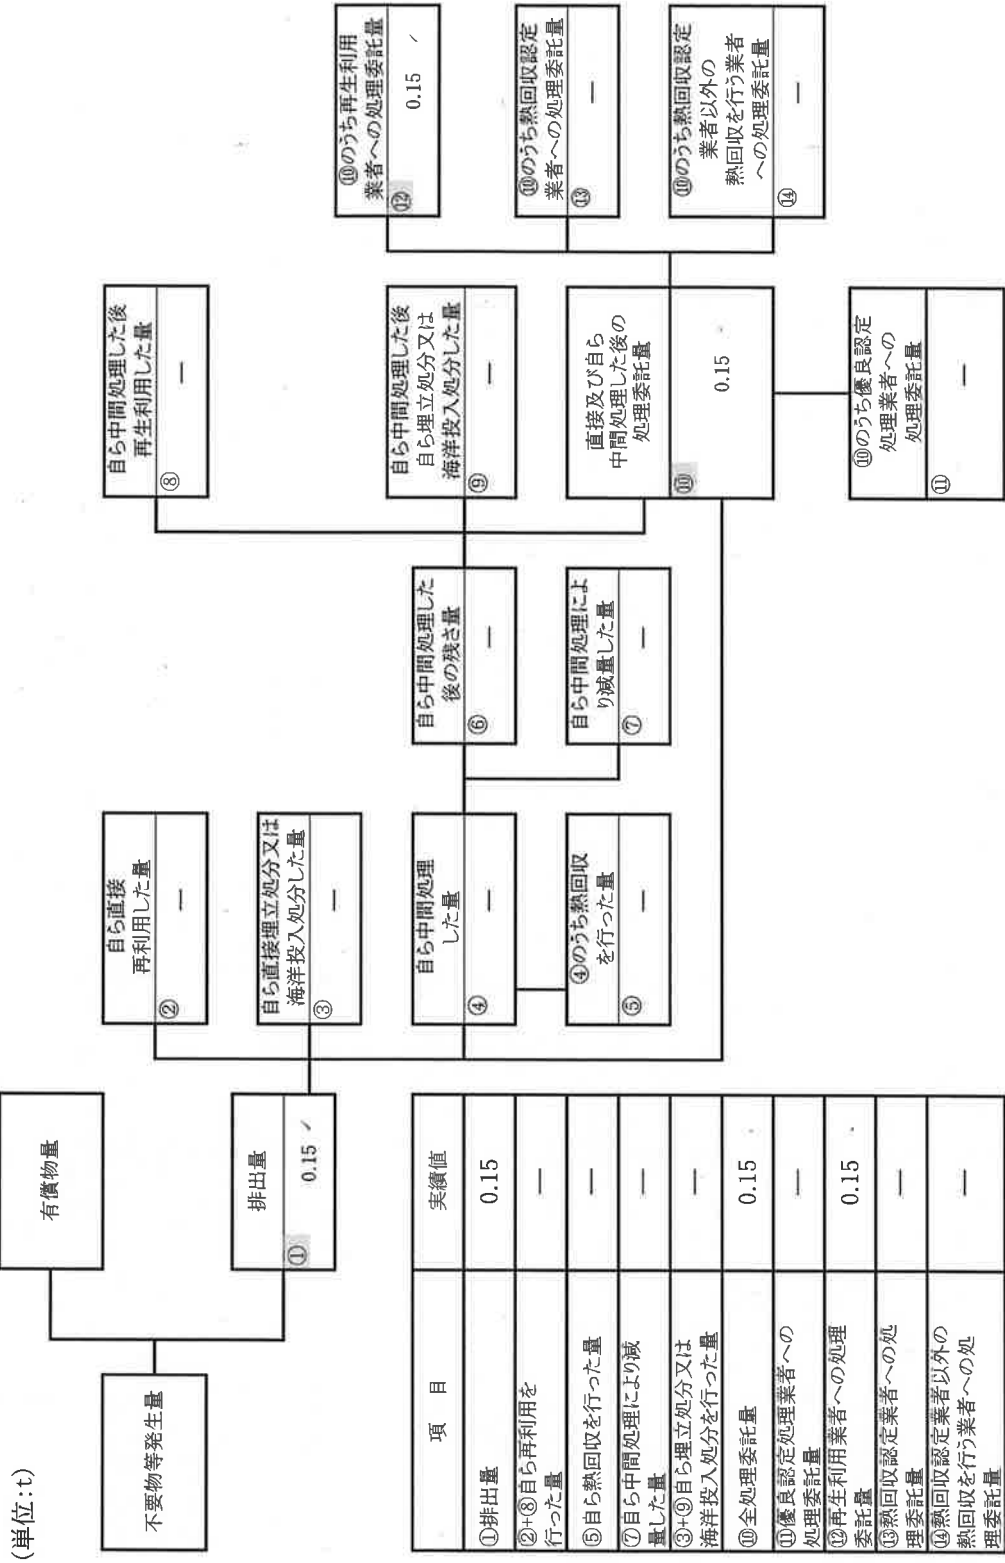 (単位:t)
不要物等発生量
有償物量
排出量
①
0.15
自ら直接
再利用した量
②
―
自ら直接埋立処分又は
海洋投入処分した量
③
―
自ら中間処理
した量
④
―
④のうち熱回収
を行った量
⑤
―
自ら中間処理した
後の残さ量
⑥
―
自ら中間処理によ
り減量した量
⑦
―
自ら中間処理した後
再生利用した量
⑧
―
自ら中間処理した後
自ら埋立処分又は
海洋投入処分した量
⑨
―
直接及び自ら
中間処理した後の
処理委託量
⑩
0.15
⑩のうち優良認定
処理業者への
処理委託量
⑪
―
⑩のうち再生利用
業者への処理委託量
⑫
0.15
⑩のうち熱回収認定
業者への処理委託量
⑬
―
⑩のうち熱回収認定
業者以外の
熱回収を行う業者
への処理委託量
⑭
―
項 目 実績値
①排出量 0.15
②+⑧自ら再利用を
行った量 ―
⑤自ら熱回収を行った量 ―
⑦自ら中間処理により減
量した量 ―
③+⑨自ら埋立処分又は
海洋投入処分を行った量 ―
⑩全処理委託量 0.15
⑪優良認定処理業者への
処理委託量 ―
⑫再生利用業者への処理
委託量 0.15
⑬熱回収認定業者への処
理委託量 ―
⑭熱回収認定業者以外の
熱回収を行う業者への処
理委託量 ―